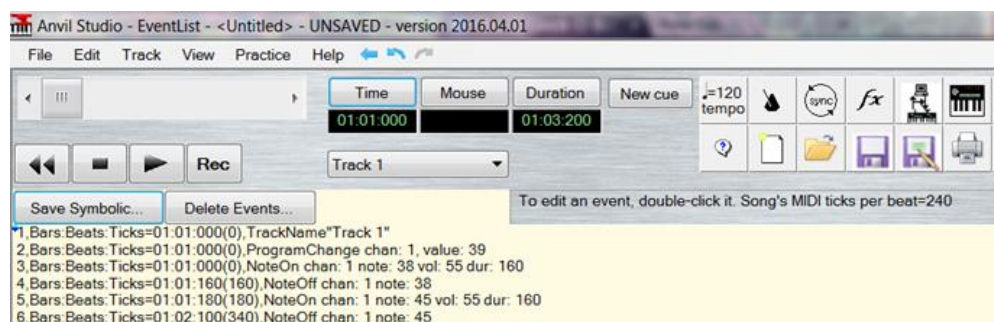 Anvil Studio - EventList - <Untitled> - UNSAVED - version 2016.04.01
File Edit Track View Practice Help
Time Mouse Duration New cue ♩=120 tempo sync fx
01:01:000 01:03:200
Rec Track 1
Save Symbolic... Delete Events... To edit an event, double-click it. Song's MIDI ticks per beat=240
1,Bars:Beats:Ticks=01:01:000(0),TrackName"Track 1"
2,Bars:Beats:Ticks=01:01:000(0),ProgramChange chan: 1, value: 39
3,Bars:Beats:Ticks=01:01:000(0),NoteOn chan: 1 note: 38 vol: 55 dur: 160
4,Bars:Beats:Ticks=01:01:160(160),NoteOff chan: 1 note: 38
5,Bars:Beats:Ticks=01:01:180(180),NoteOn chan: 1 note: 45 vol: 55 dur: 160
6,Bars:Beats:Ticks=01:02:100(340),NoteOff chan: 1 note: 45